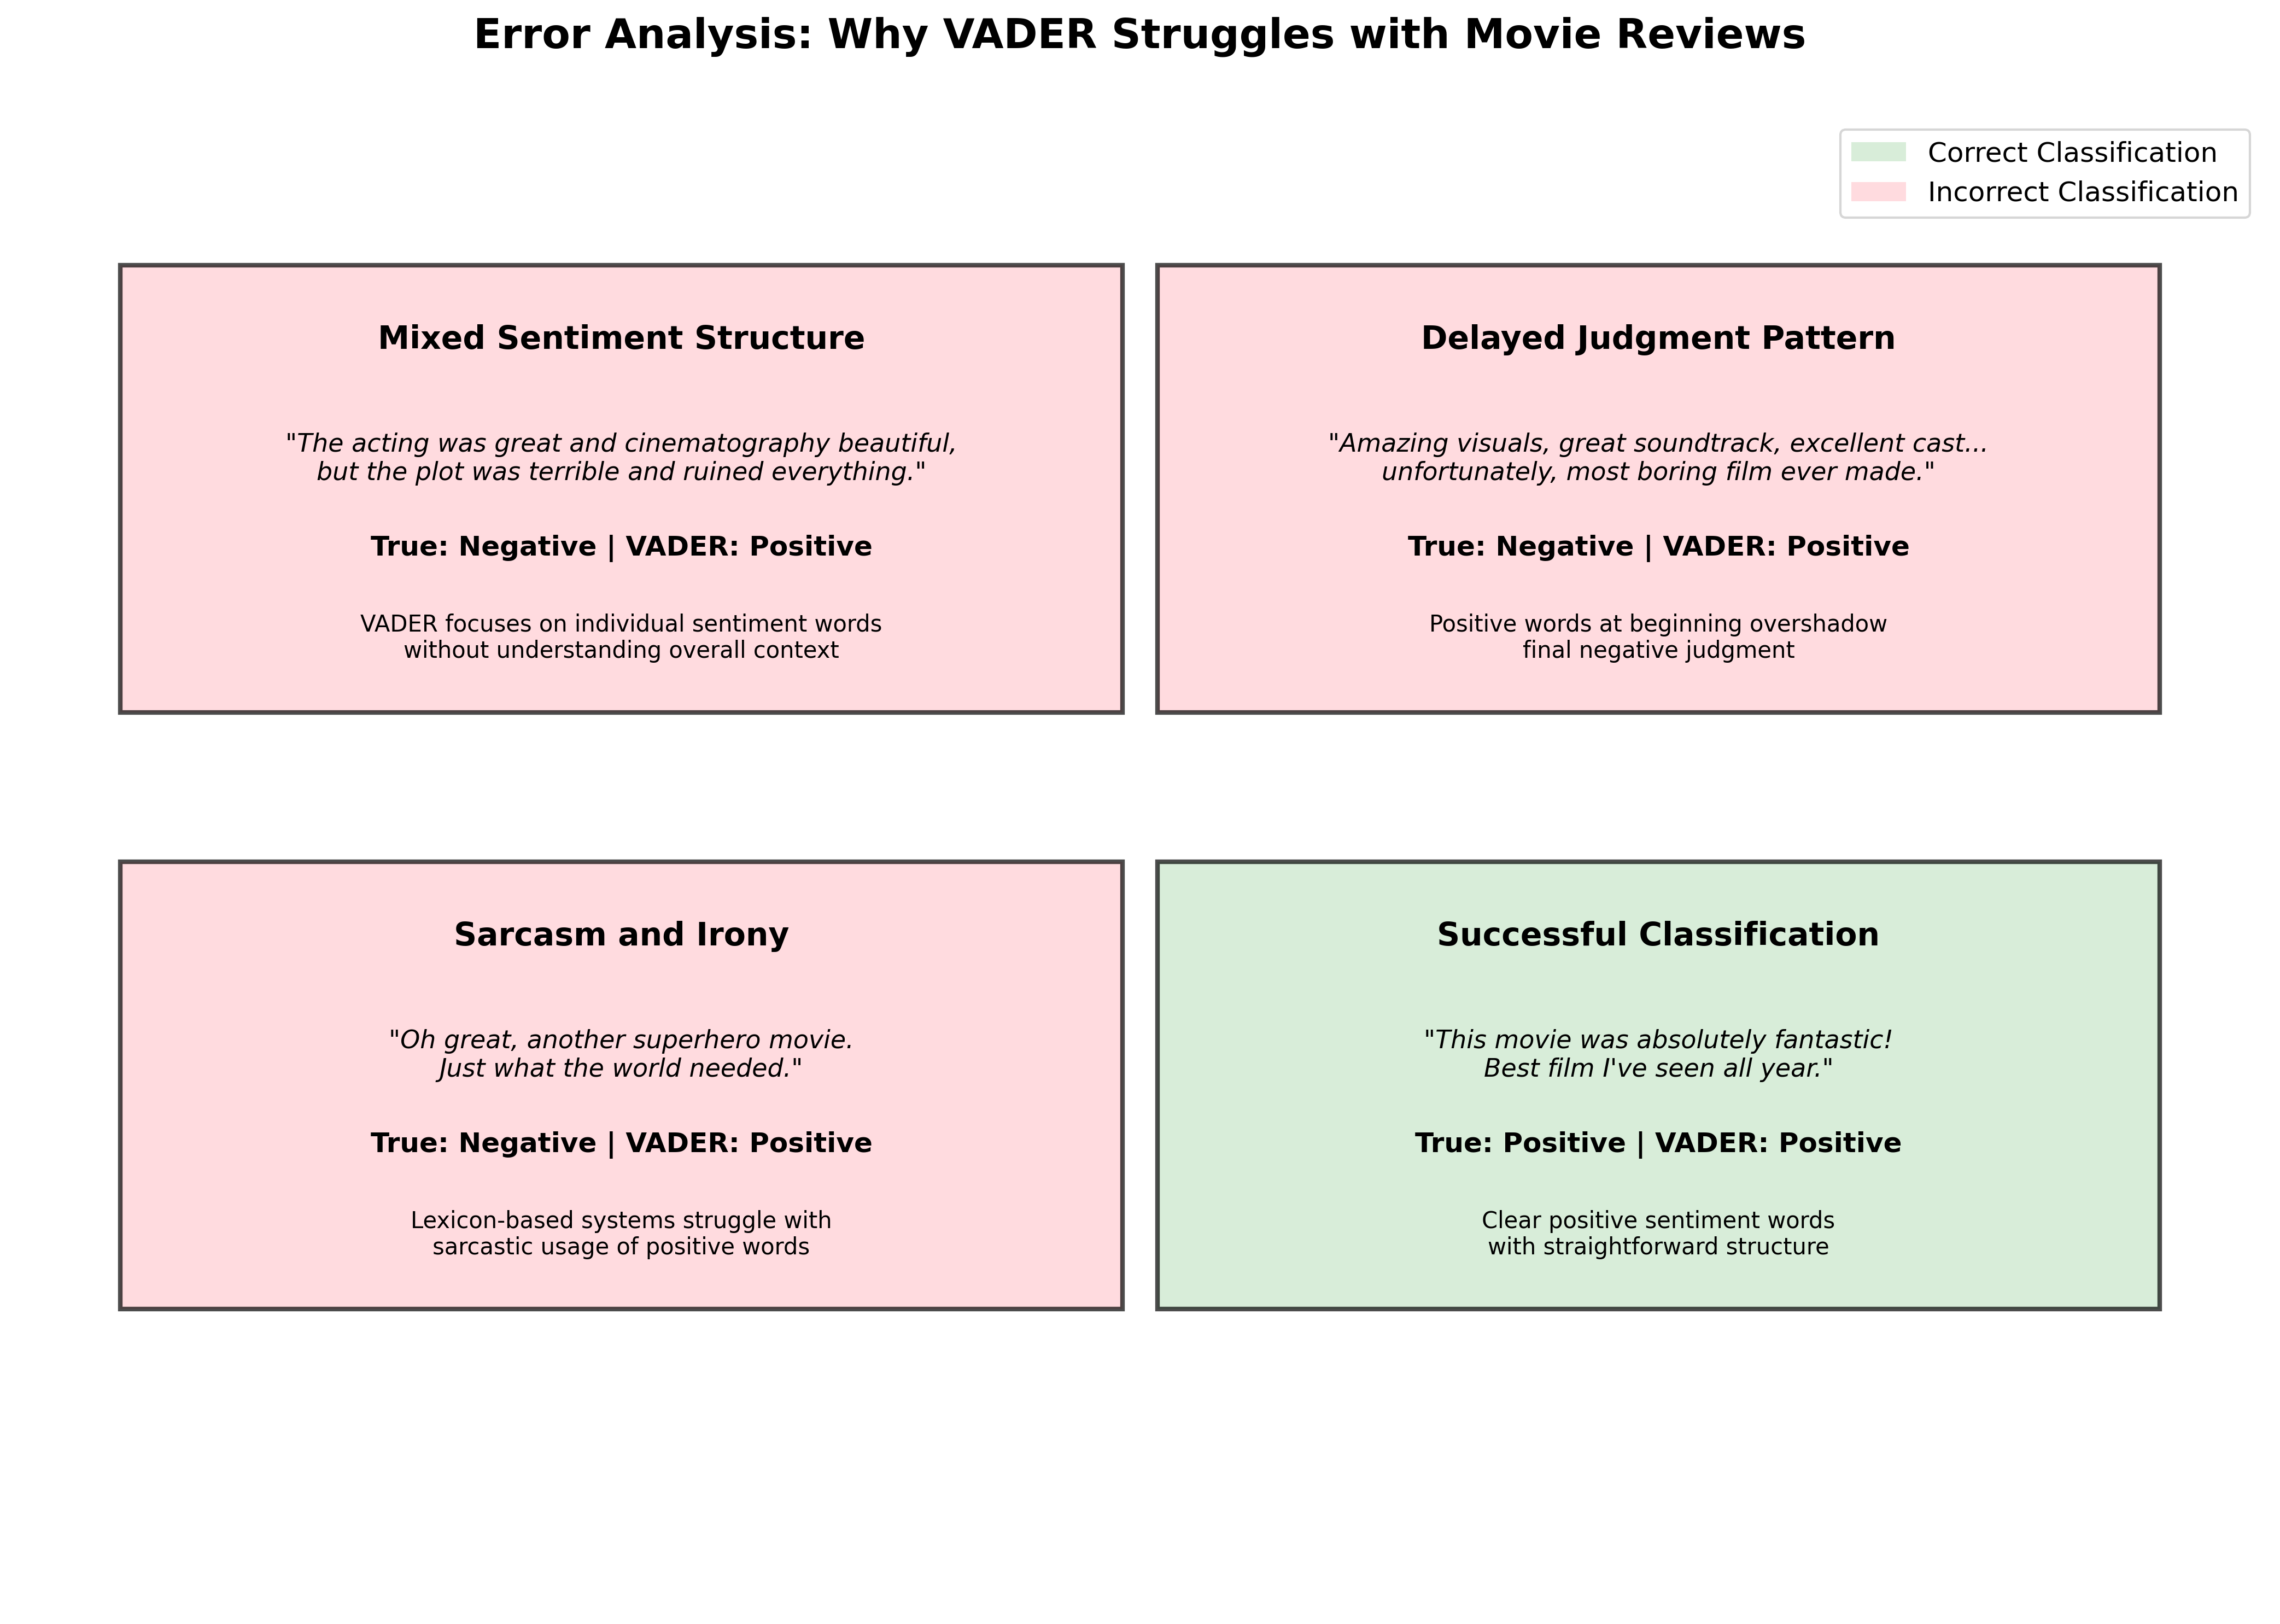 Error Analysis: Why VADER Struggles with Movie Reviews
Correct Classification
Incorrect Classification
Mixed Sentiment Structure
"The acting was great and cinematography beautiful,
but the plot was terrible and ruined everything."
True: Negative | VADER: Positive
VADER focuses on individual sentiment words
without understanding overall context
Delayed Judgment Pattern
"Amazing visuals, great soundtrack, excellent cast...
unfortunately, most boring film ever made."
True: Negative | VADER: Positive
Positive words at beginning overshadow
final negative judgment
Sarcasm and Irony
"Oh great, another superhero movie.
Just what the world needed."
True: Negative | VADER: Positive
Lexicon-based systems struggle with
sarcastic usage of positive words
Successful Classification
"This movie was absolutely fantastic!
Best film I've seen all year."
True: Positive | VADER: Positive
Clear positive sentiment words
with straightforward structure